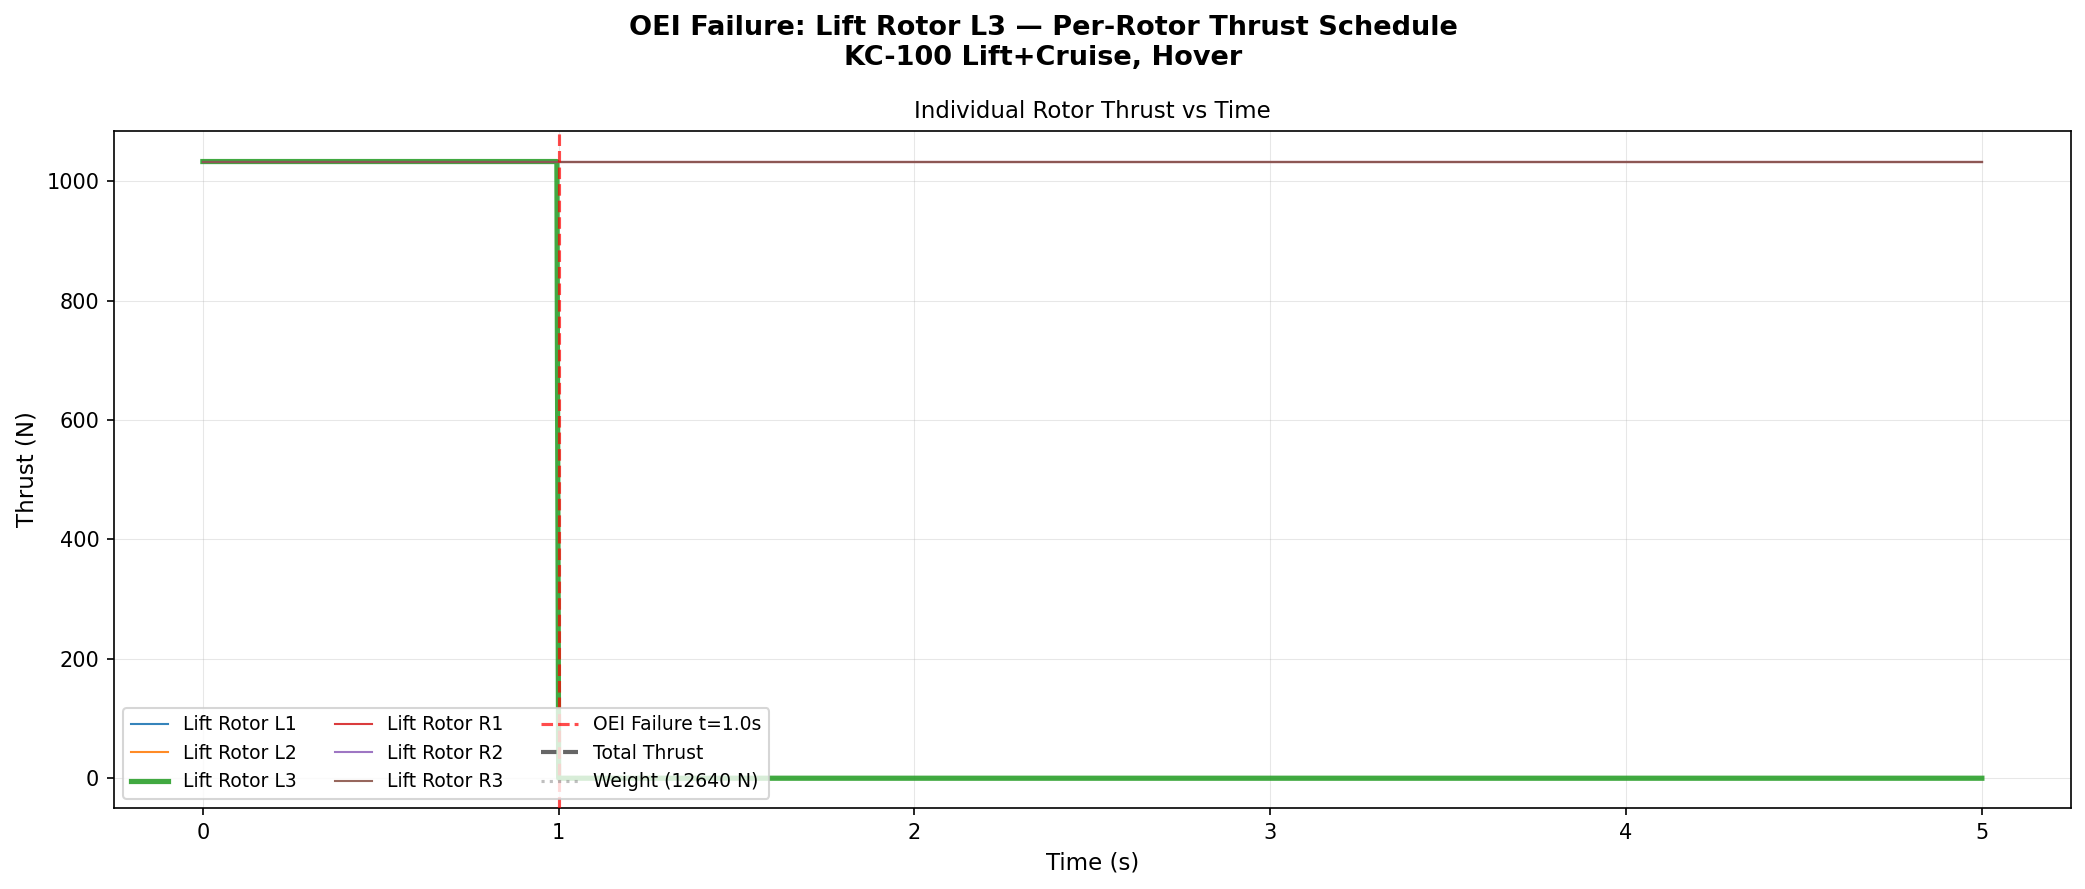 OEI Failure: Lift Rotor L3 — Per-Rotor Thrust Schedule
KC-100 Lift+Cruise, Hover
Individual Rotor Thrust vs Time
Thrust (N)
1000
800
600
400
200
0
Lift Rotor L1
Lift Rotor L2
Lift Rotor L3
Lift Rotor R1
Lift Rotor R2
Lift Rotor R3
OEI Failure t=1.0s
Total Thrust
Weight (12640 N)
0
1
2
3
4
5
Time (s)